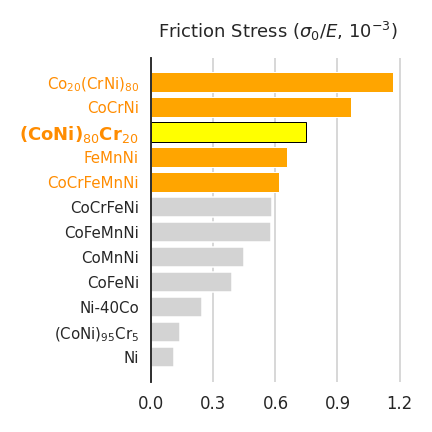 Friction Stress (σ₀/E, 10⁻³)
Co₂₀(CrNi)₈₀
CoCrNi
(CoNi)₈₀Cr₂₀
FeMnNi
CoCrFeMnNi
CoCrFeNi
CoFeMnNi
CoMnNi
CoFeNi
Ni-40Co
(CoNi)₉₅Cr₅
Ni
0.0 0.3 0.6 0.9 1.2